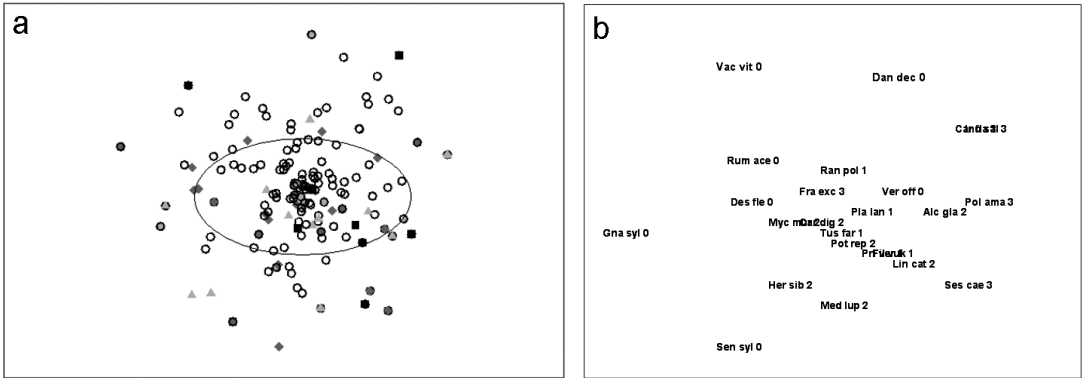 a
b
Vac vit 0
Dan dec 0
Rum ace 0
Ran pol 1
Fra exc 3
Ver off 0
Des fle 0
Pla lan 1
Alc gla 2
Pol ama 3
Gna syl 0
Tus far 1
Pot rep 2
Lin cat 2
Her sib 2
Ses cae 3
Med lup 2
Sen syl 0